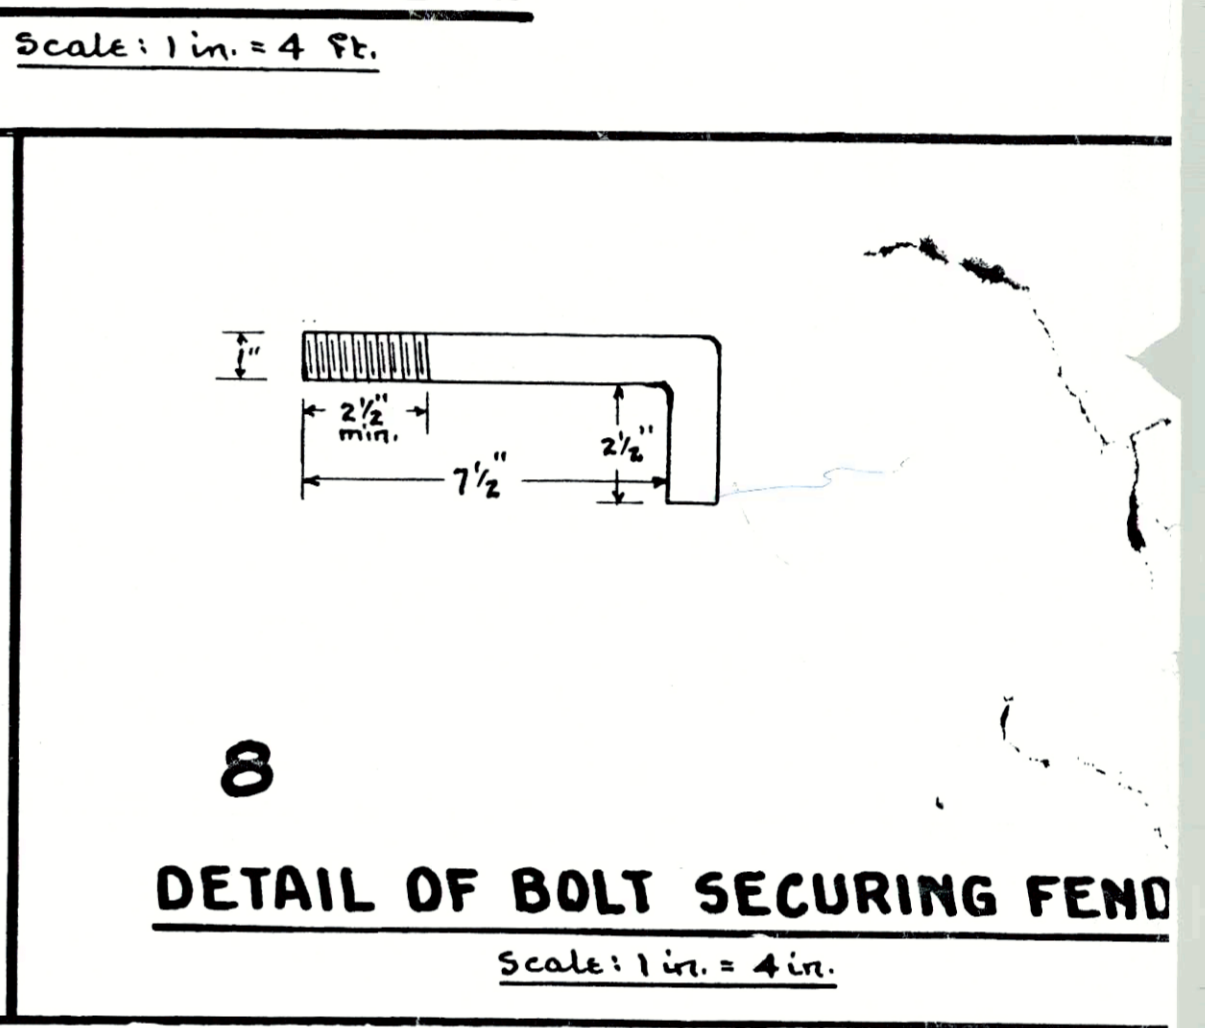 Scale: 1 in. = 4 ft.
1"
2½"
min.
2½"
7½"
8
DETAIL OF BOLT SECURING FEND
Scale: 1 in. = 4 in.